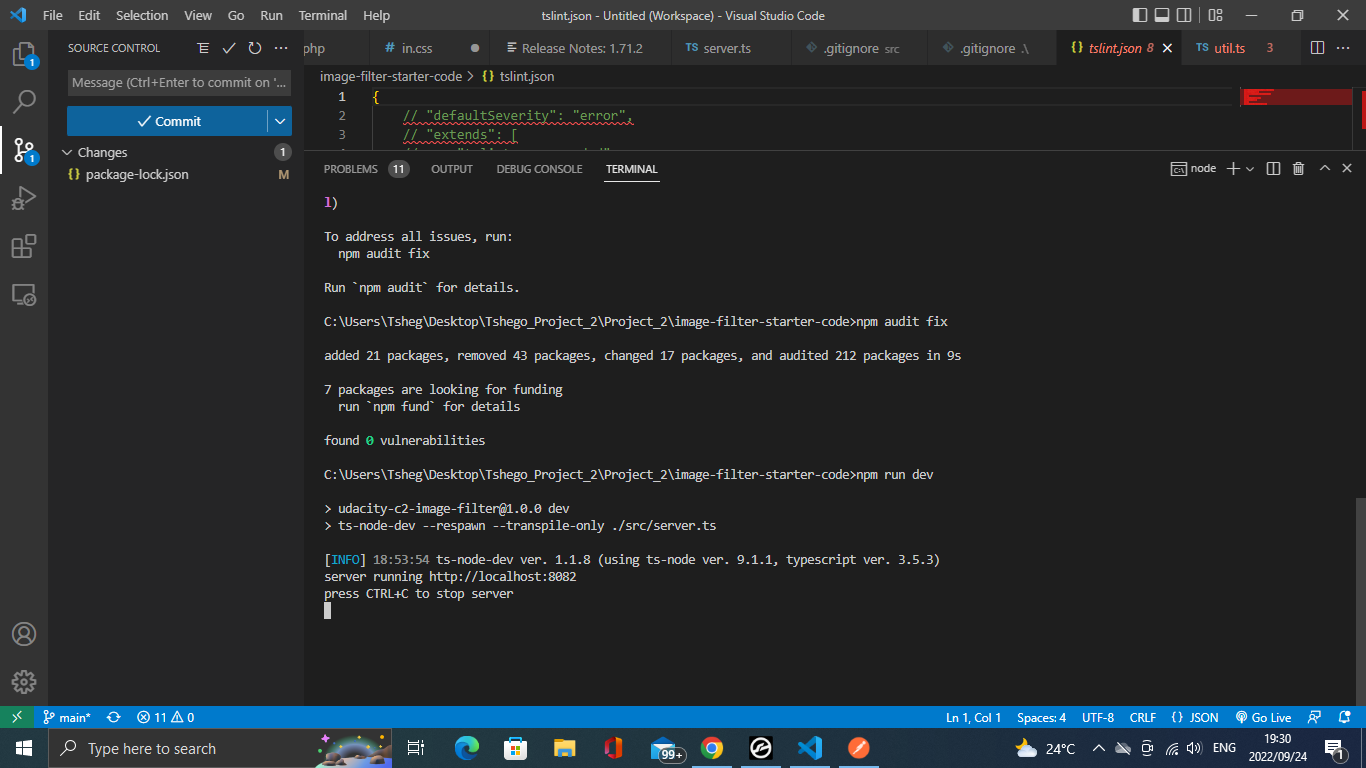 File Edit Selection View Go Run Terminal Help
tslint.json - Untitled (Workspace) - Visual Studio Code
SOURCE CONTROL
php
# in.css
Release Notes: 1.71.2
TS server.ts
.gitignore src
.gitignore .\
{} tslint.json 8
TS util.ts 3
1
Message (Ctrl+Enter to commit on '...
Commit
Changes 1
{} package-lock.json M
1
image-filter-starter-code > {} tslint.json
1 {
2 // "defaultSeverity": "error",
3 // "extends": [
PROBLEMS 11 OUTPUT DEBUG CONSOLE TERMINAL
node
l)
To address all issues, run:
npm audit fix
Run `npm audit` for details.
C:\Users\Tsheg\Desktop\Tshego_Project_2\Project_2\image-filter-starter-code>npm audit fix
added 21 packages, removed 43 packages, changed 17 packages, and audited 212 packages in 9s
7 packages are looking for funding
run `npm fund` for details
found 0 vulnerabilities
C:\Users\Tsheg\Desktop\Tshego_Project_2\Project_2\image-filter-starter-code>npm run dev
> udacity-c2-image-filter@1.0.0 dev
> ts-node-dev --respawn --transpile-only ./src/server.ts
[INFO] 18:53:54 ts-node-dev ver. 1.1.8 (using ts-node ver. 9.1.1, typescript ver. 3.5.3)
server running http://localhost:8082
press CTRL+C to stop server
main* 11 0
Ln 1, Col 1 Spaces: 4 UTF-8 CRLF {} JSON Go Live
Type here to search
99+
24°C
ENG
19:30
2022/09/24
1